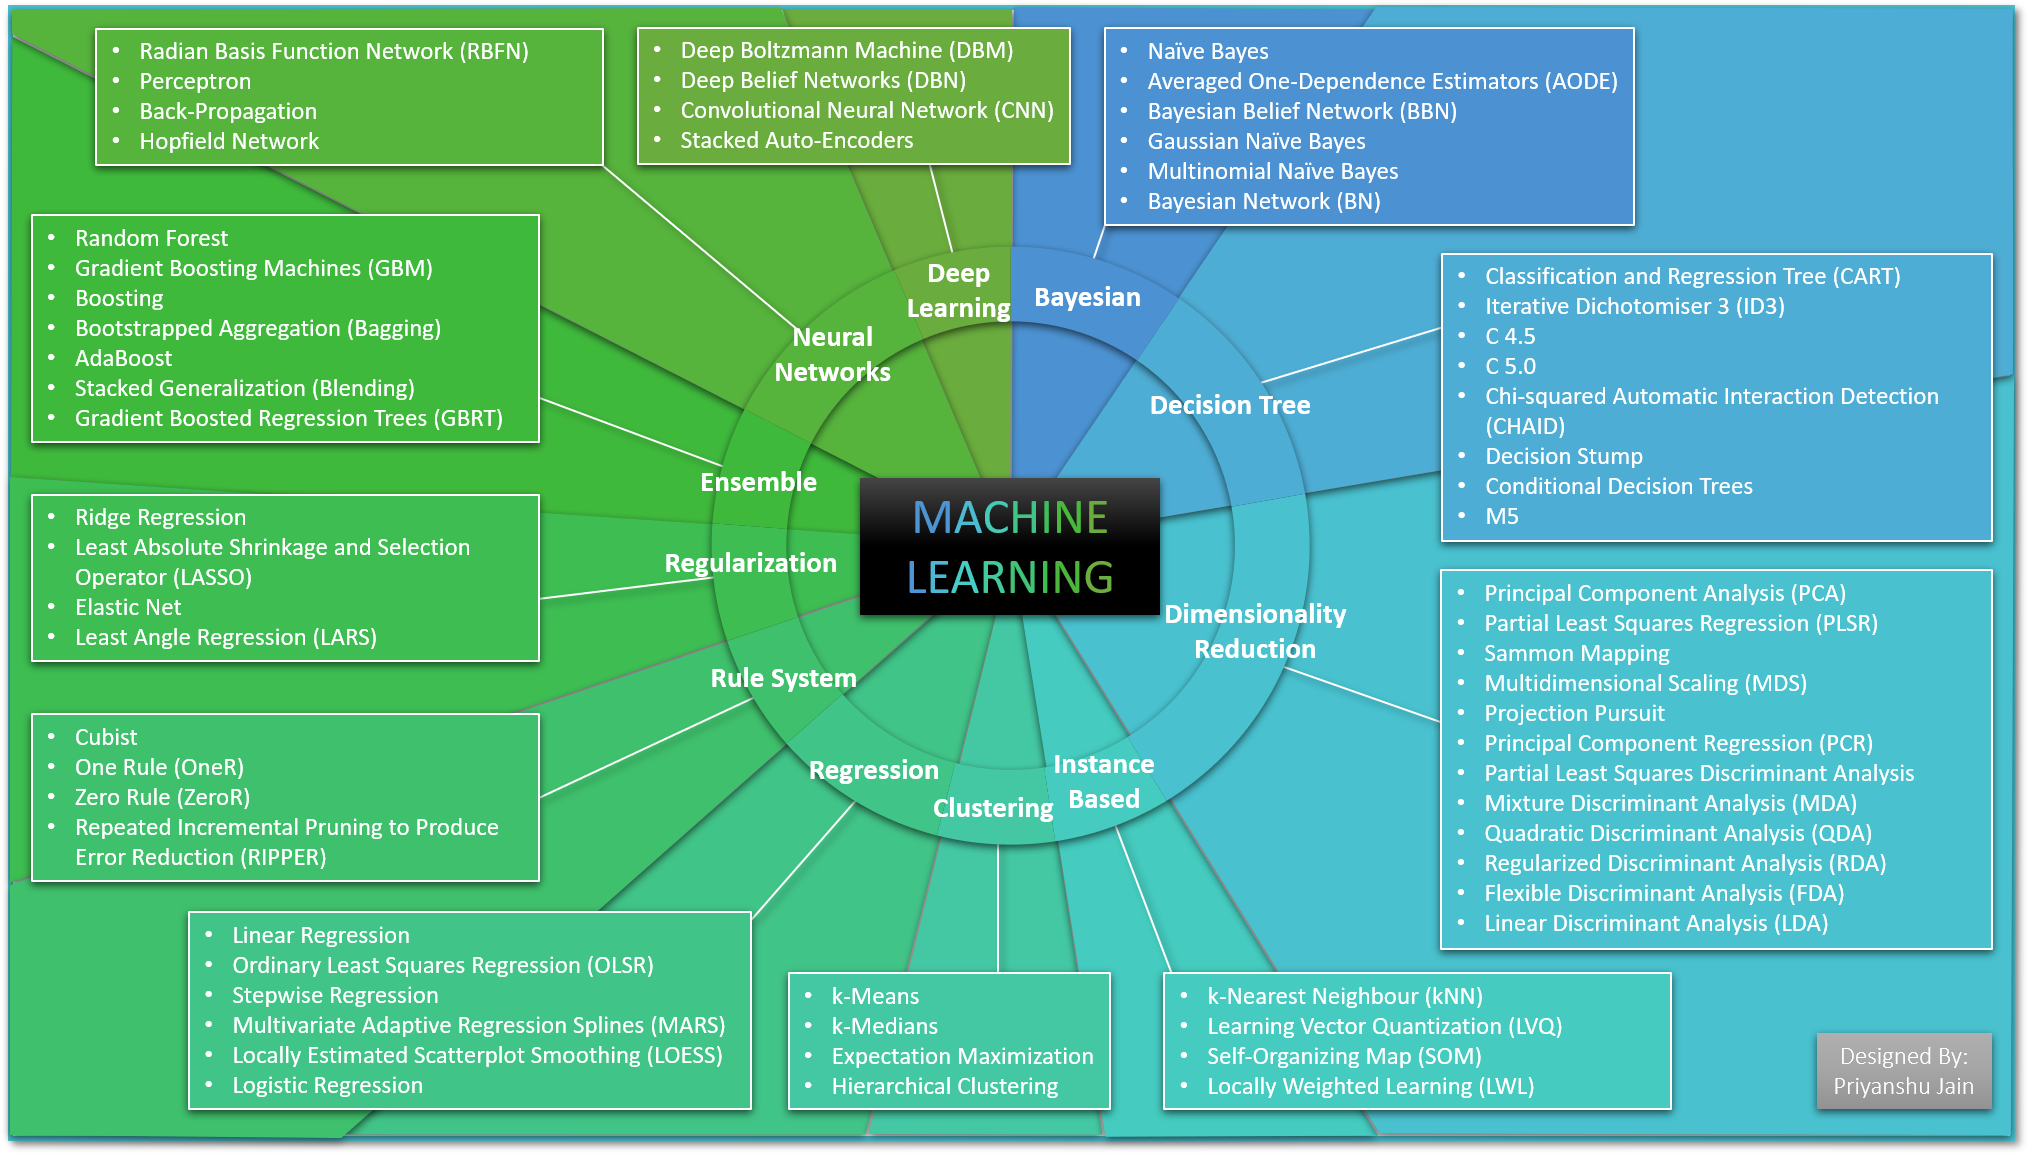 • Radian Basis Function Network (RBFN)
• Perceptron
• Back-Propagation
• Hopfield Network
• Deep Boltzmann Machine (DBM)
• Deep Belief Networks (DBN)
• Convolutional Neural Network (CNN)
• Stacked Auto-Encoders
• Naïve Bayes
• Averaged One-Dependence Estimators (AODE)
• Bayesian Belief Network (BBN)
• Gaussian Naïve Bayes
• Multinomial Naïve Bayes
• Bayesian Network (BN)
• Random Forest
• Gradient Boosting Machines (GBM)
• Boosting
• Bootstrapped Aggregation (Bagging)
• AdaBoost
• Stacked Generalization (Blending)
• Gradient Boosted Regression Trees (GBRT)
Deep
Learning
Bayesian
Neural
Networks
Decision Tree
Ensemble
Regularization
MACHINE
LEARNING
Dimensionality
Reduction
Rule System
Regression
Clustering
Instance
Based
• Classification and Regression Tree (CART)
• Iterative Dichotomiser 3 (ID3)
• C 4.5
• C 5.0
• Chi-squared Automatic Interaction Detection
(CHAID)
• Decision Stump
• Conditional Decision Trees
• M5
• Ridge Regression
• Least Absolute Shrinkage and Selection
Operator (LASSO)
• Elastic Net
• Least Angle Regression (LARS)
• Principal Component Analysis (PCA)
• Partial Least Squares Regression (PLSR)
• Sammon Mapping
• Multidimensional Scaling (MDS)
• Projection Pursuit
• Principal Component Regression (PCR)
• Partial Least Squares Discriminant Analysis
• Mixture Discriminant Analysis (MDA)
• Quadratic Discriminant Analysis (QDA)
• Regularized Discriminant Analysis (RDA)
• Flexible Discriminant Analysis (FDA)
• Linear Discriminant Analysis (LDA)
• Cubist
• One Rule (OneR)
• Zero Rule (ZeroR)
• Repeated Incremental Pruning to Produce
Error Reduction (RIPPER)
• Linear Regression
• Ordinary Least Squares Regression (OLSR)
• Stepwise Regression
• Multivariate Adaptive Regression Splines (MARS)
• Locally Estimated Scatterplot Smoothing (LOESS)
• Logistic Regression
• k-Means
• k-Medians
• Expectation Maximization
• Hierarchical Clustering
• k-Nearest Neighbour (kNN)
• Learning Vector Quantization (LVQ)
• Self-Organizing Map (SOM)
• Locally Weighted Learning (LWL)
Designed By:
Priyanshu Jain